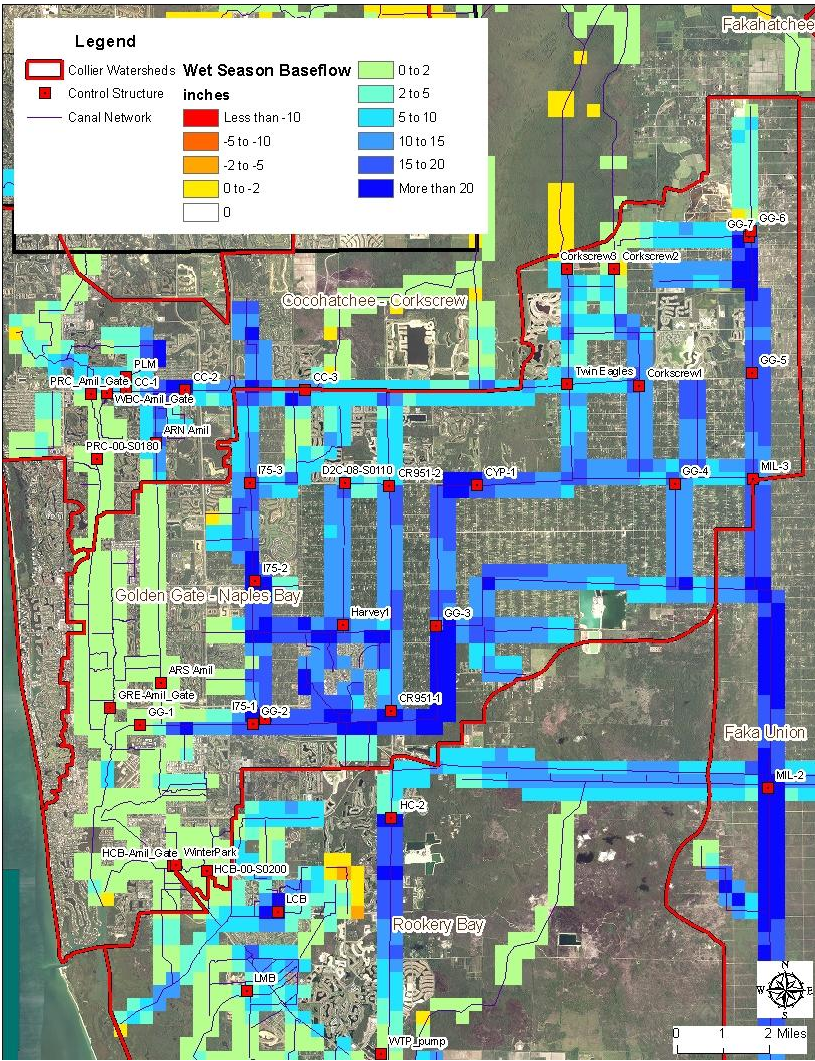 Fakahatchee
Legend
Collier Watersheds
Control Structure
Canal Network
Wet Season Baseflow
inches
Less than -10
-5 to -10
-2 to -5
0 to -2
0
0 to 2
2 to 5
5 to 10
10 to 15
15 to 20
More than 20
GG-6
GG-7
Corkscrew3
Corkscrew2
Cocohatchee - Corkscrew
PLM
PRC_Amil_Gate
CC-1
CC-2
CC-3
Twin Eagles
Corkscrew1
GG-5
WBC-Amil_Gate
ARN Amil
PRC-00-S0180
I75-3
D2C-08-S0110
CR951-2
CYP-1
GG-4
MIL-3
I75-2
Golden Gate - Naples Bay
Harvey1
GG-3
ARS Amil
GRE-Amil_Gate
GG-1
I75-1
GG-2
CR951-1
Faka Union
MIL-2
HC-2
HCB-Amil_Gate
WinterPark
HCB-00-S0200
LCB
Rookery Bay
LMB
WTP_pump
N
W
E
S
0 1 2 Miles